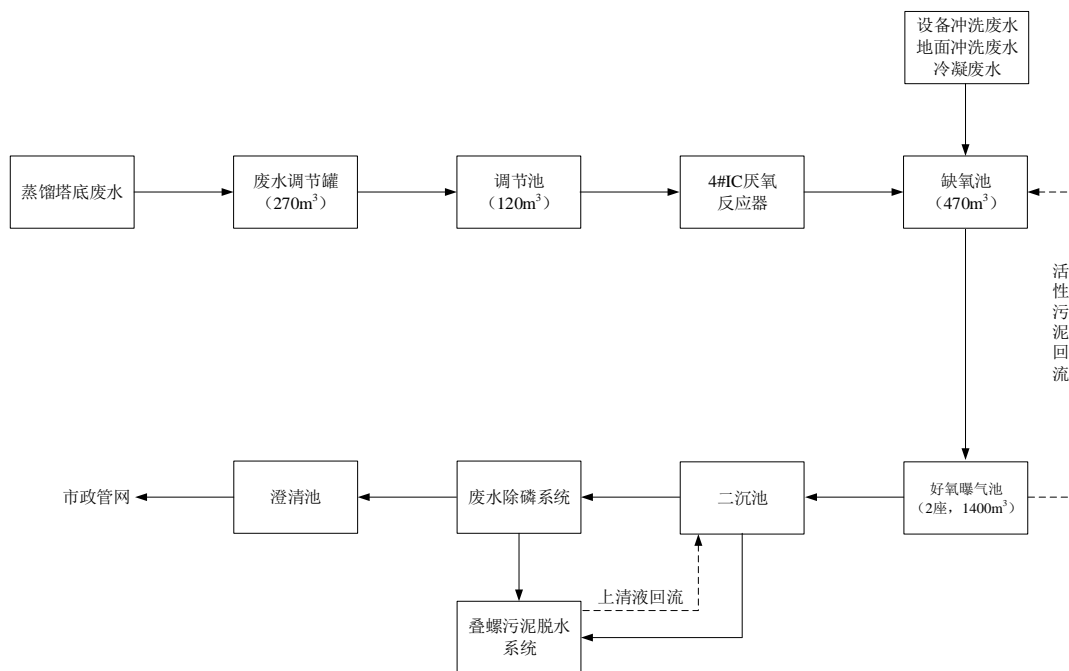 设备冲洗废水
地面冲洗废水
冷凝废水
蒸馏塔底废水
废水调节罐
（270m³）
调节池
（120m³）
4#IC厌氧
反应器
缺氧池
（470m³）
活性污泥回流
市政管网
澄清池
废水除磷系统
二沉池
好氧曝气池
（2座，1400m³）
上清液回流
叠螺污泥脱水
系统